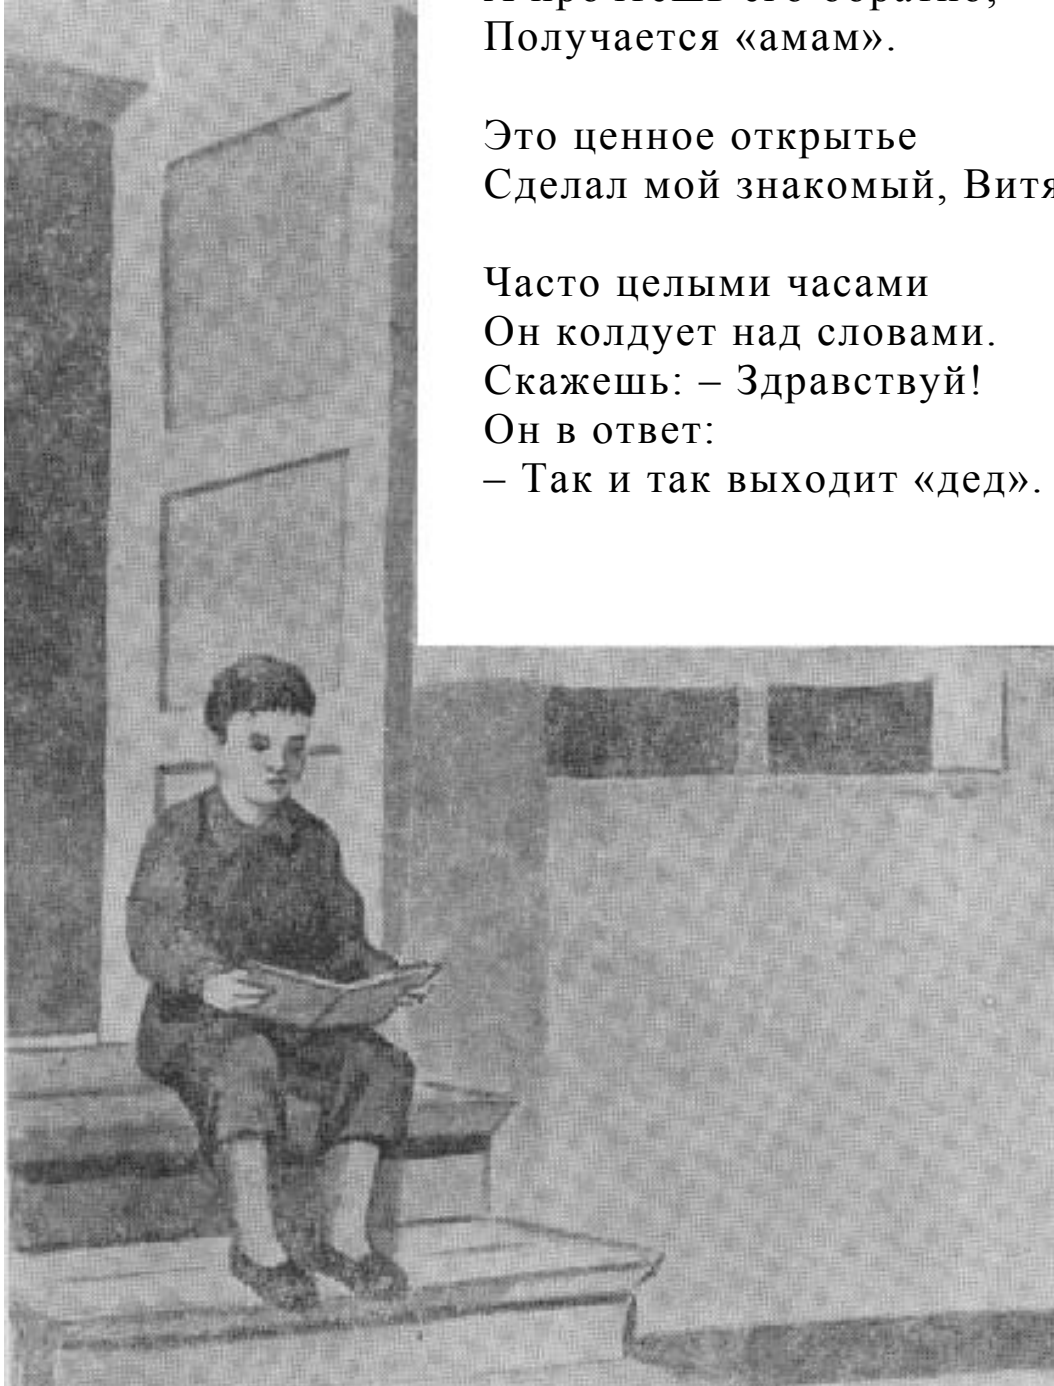 Получается «амам».
Это ценное открытье
Сделал мой знакомый, Витя
Часто целыми часами
Он колдует над словами.
Скажешь: – Здравствуй!
Он в ответ:
– Так и так выходит «дед».